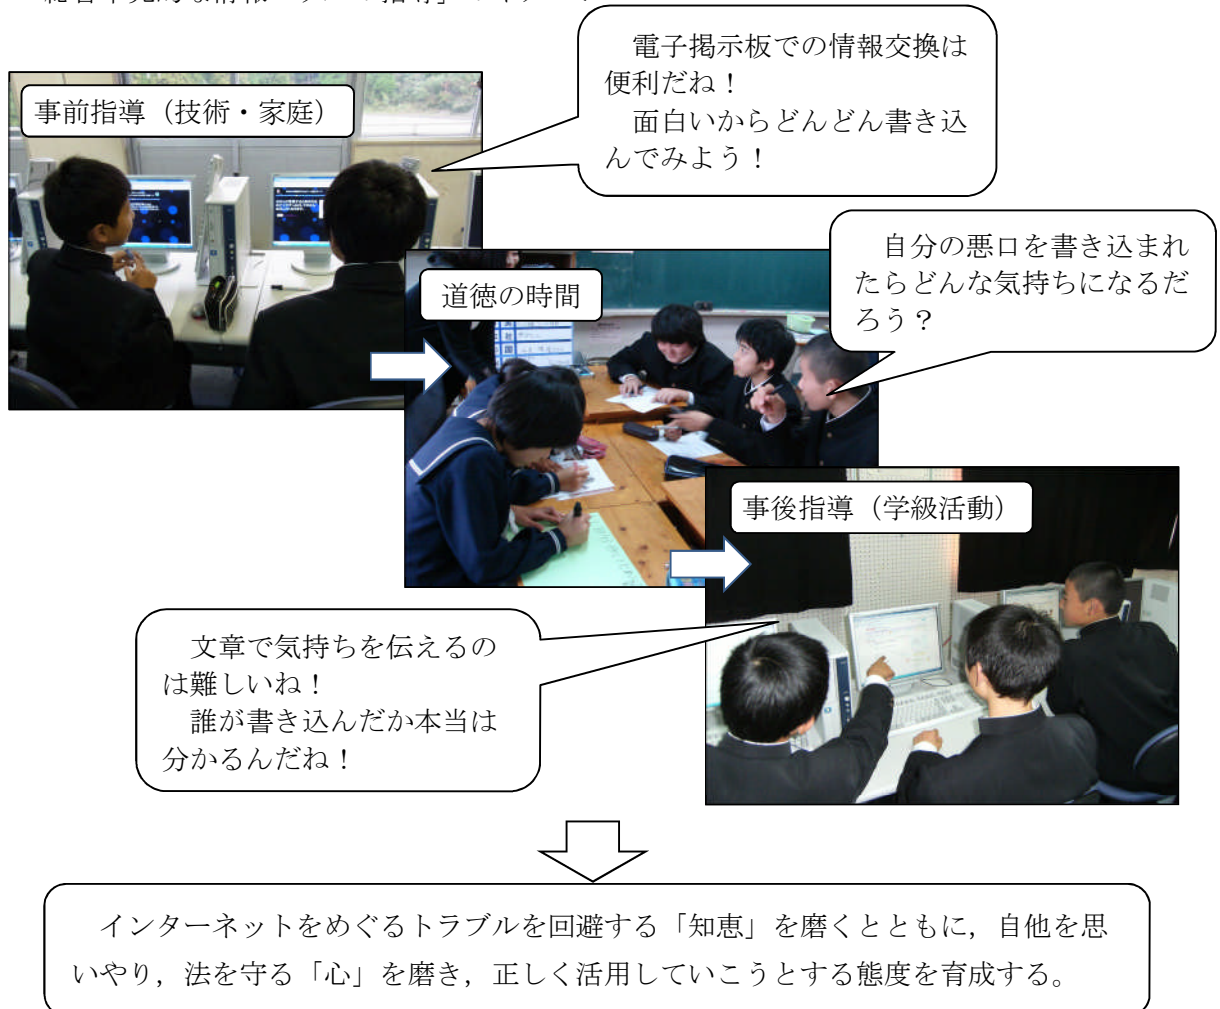 電子掲示板での情報交換は
便利だね！
面白いからどんどん書き込
んでみよう！
事前指導（技術・家庭）
自分の悪口を書き込まれ
たらどんな気持ちになるだ
ろう？
道徳の時間
事後指導（学級活動）
文章で気持ちを伝えるの
は難しいね！
誰が書き込んだか本当は
分かるんだね！
インターネットをめぐるトラブルを回避する「知恵」を磨くとともに，自他を思
いやり，法を守る「心」を磨き，正しく活用していこうとする態度を育成する。